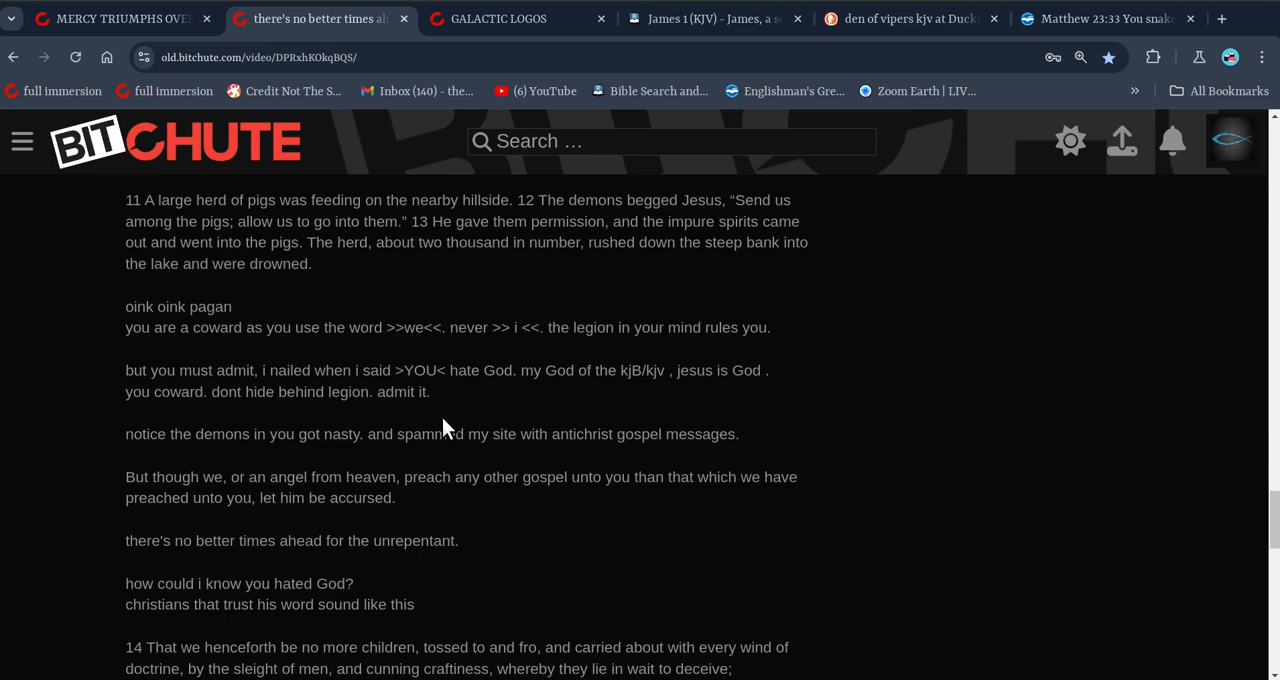 MERCY TRIUMPHS OVE
there's no better times ah
GALACTIC LOGOS
James 1 (KJV) - James, a se
den of vipers kjv at Duck
Matthew 23:33 You snake
old.bitchute.com/video/DPRxhKOkqBQS/
full immersion
full immersion
Credit Not The S...
Inbox (140) - the...
(6) YouTube
Bible Search and...
Englishman's Gre...
Zoom Earth | LIV...
»
All Bookmarks
BITCHUTE
Search ...
11 A large herd of pigs was feeding on the nearby hillside. 12 The demons begged Jesus, “Send us
among the pigs; allow us to go into them.” 13 He gave them permission, and the impure spirits came
out and went into the pigs. The herd, about two thousand in number, rushed down the steep bank into
the lake and were drowned.
oink oink pagan
you are a coward as you use the word >>we<<. never >> i <<. the legion in your mind rules you.
but you must admit, i nailed when i said >YOU< hate God. my God of the kjB/kjv , jesus is God .
you coward. dont hide behind legion. admit it.
notice the demons in you got nasty. and spammed my site with antichrist gospel messages.
But though we, or an angel from heaven, preach any other gospel unto you than that which we have
preached unto you, let him be accursed.
there's no better times ahead for the unrepentant.
how could i know you hated God?
christians that trust his word sound like this
14 That we henceforth be no more children, tossed to and fro, and carried about with every wind of
doctrine, by the sleight of men, and cunning craftiness, whereby they lie in wait to deceive;